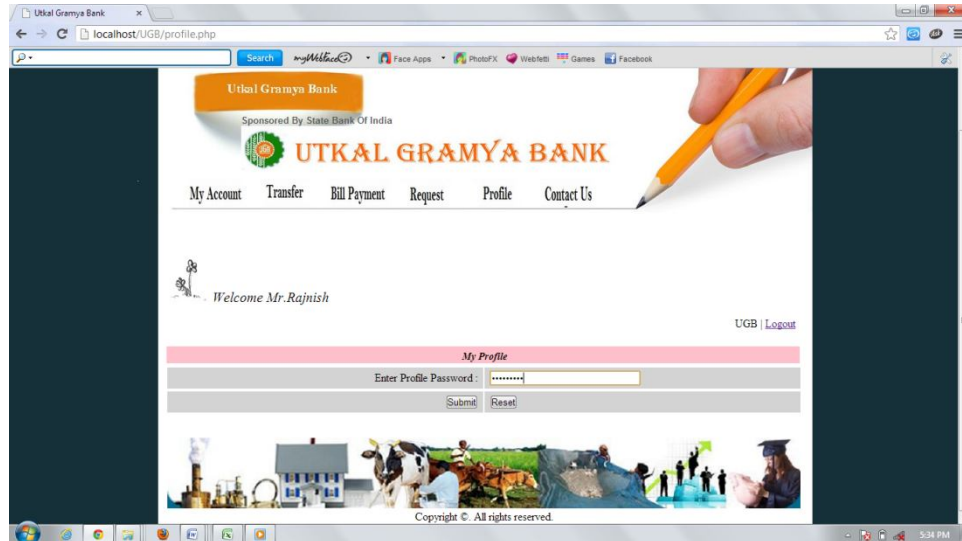 Utkal Gramya Bank
localhost/UGB/profile.php
Search myWebface Face Apps PhotoFX Webfetti Games Facebook
Utkal Gramya Bank
Sponsored By State Bank Of India
UGB
UTKAL GRAMYA BANK
My Account Transfer Bill Payment Request Profile Contact Us
Welcome Mr.Rajnish
UGB | Logout
My Profile
Enter Profile Password :
Submit Reset
Copyright ©. All rights reserved.
5:34 PM